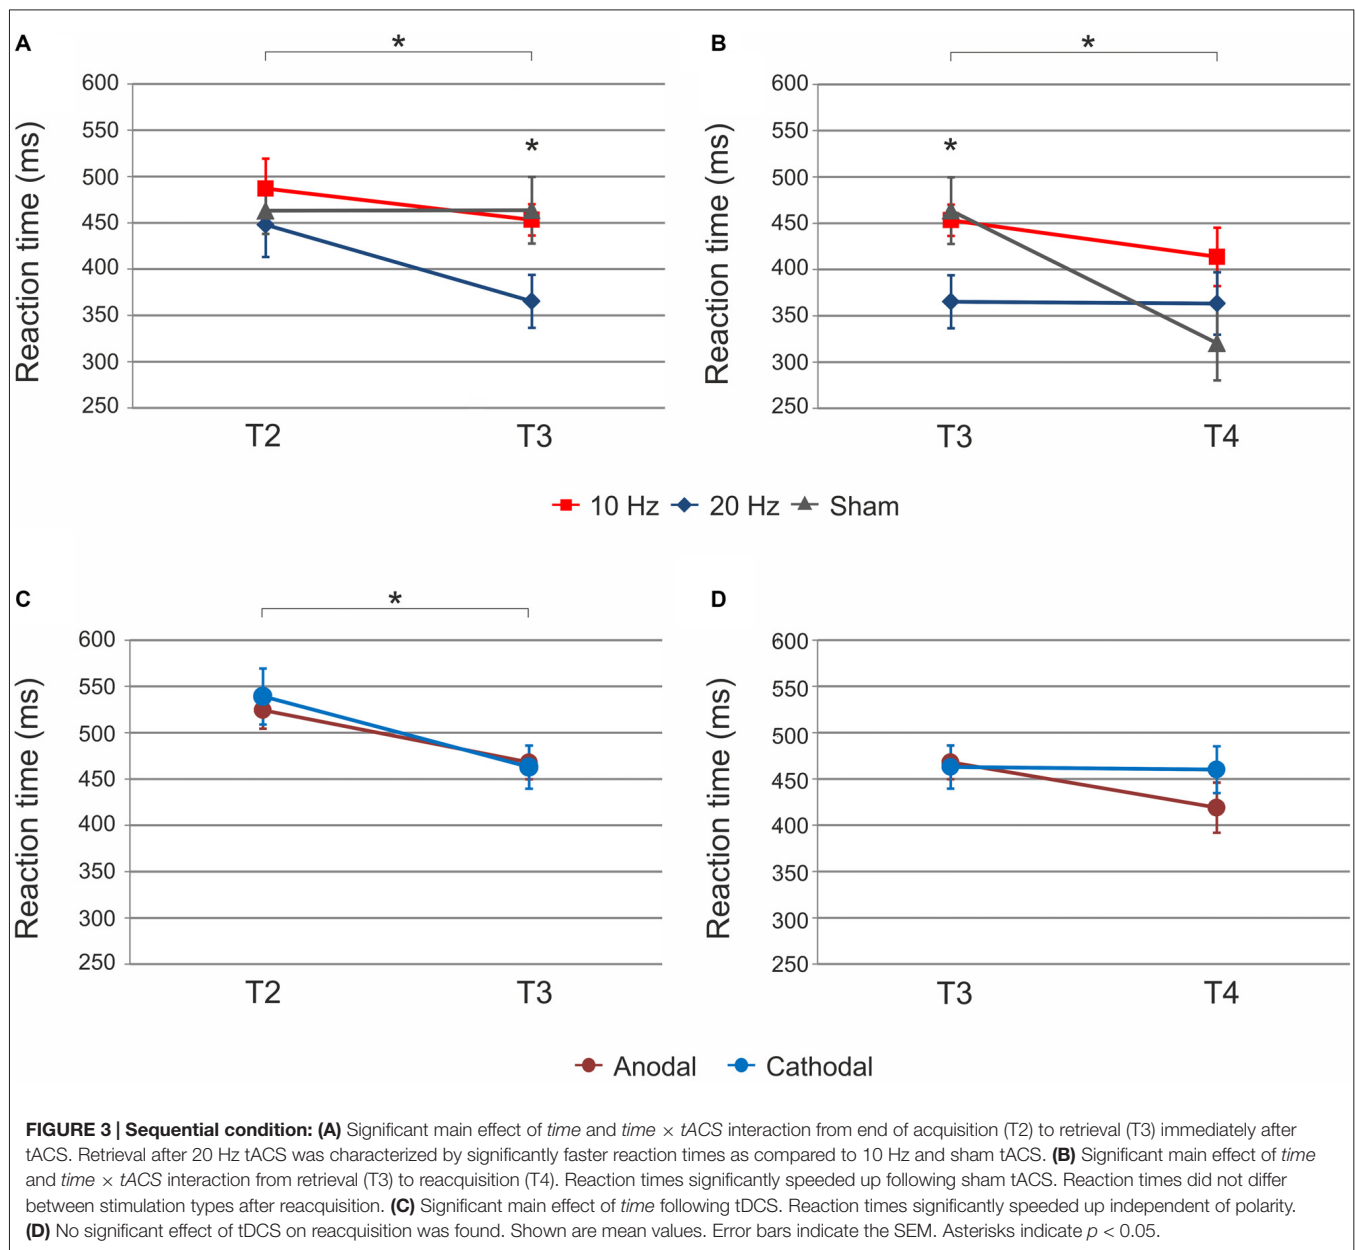 A
*
B
*
600
550
500
450
400
350
300
250
Reaction time (ms)
*
T2
T3
600
550
500
450
400
350
300
250
Reaction time (ms)
*
T3
T4
10 Hz
20 Hz
Sham
C
*
D
600
550
500
450
400
350
300
250
Reaction time (ms)
T2
T3
600
550
500
450
400
350
300
250
Reaction time (ms)
T3
T4
Anodal
Cathodal
FIGURE 3 | Sequential condition: (A) Significant main effect of time and time × tACS interaction from end of acquisition (T2) to retrieval (T3) immediately after
tACS. Retrieval after 20 Hz tACS was characterized by significantly faster reaction times as compared to 10 Hz and sham tACS. (B) Significant main effect of time
and time × tACS interaction from retrieval (T3) to reacquisition (T4). Reaction times significantly speeded up following sham tACS. Reaction times did not differ
between stimulation types after reacquisition. (C) Significant main effect of time following tDCS. Reaction times significantly speeded up independent of polarity.
(D) No significant effect of tDCS on reacquisition was found. Shown are mean values. Error bars indicate the SEM. Asterisks indicate p < 0.05.